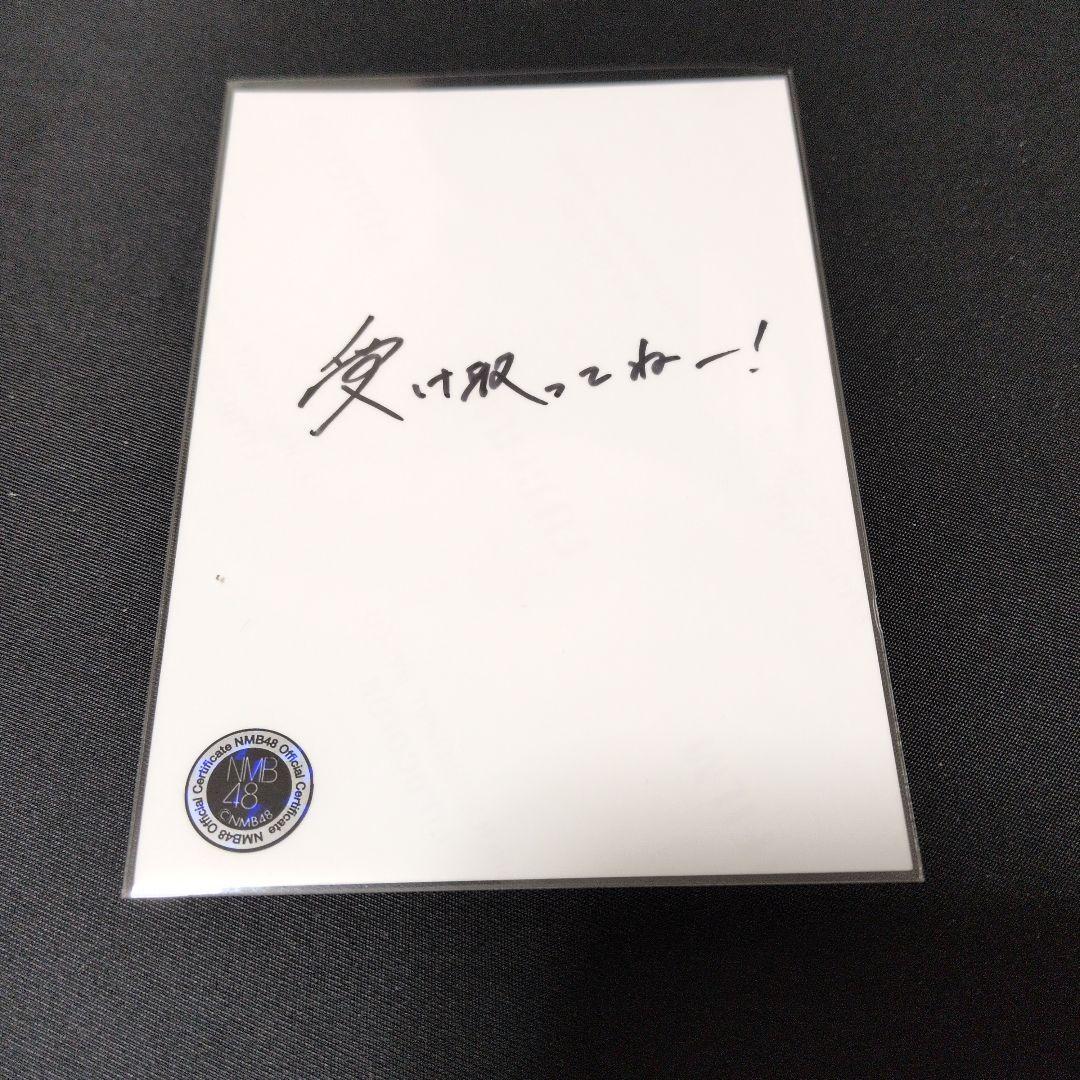 受け取ってねー!
NMB48 Official Certificate NMB48 Official Certificate
NMB
48
©NMB48